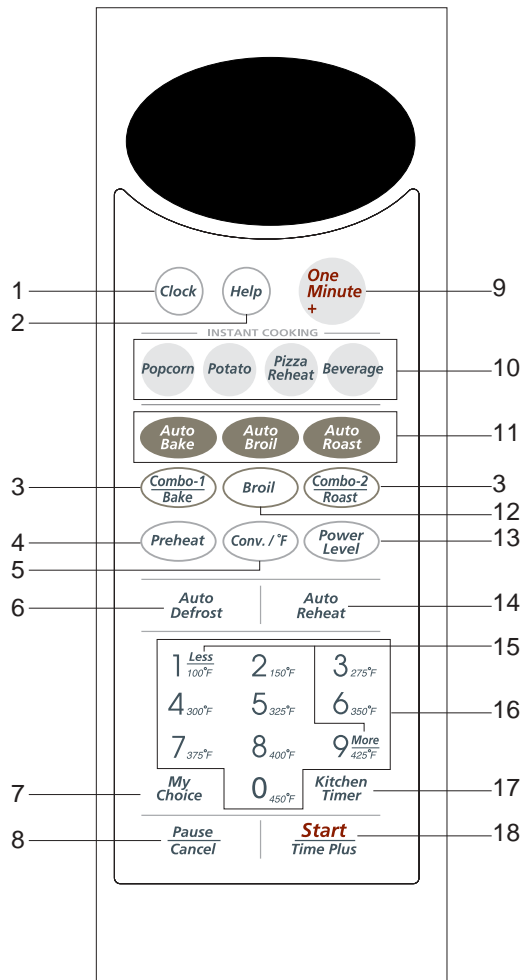 One
Minute
+
1
Clock
Help
9
2
INSTANT COOKING
Popcorn
Potato
Pizza
Reheat
Beverage
10
Auto
Bake
Auto
Broil
Auto
Roast
11
3
Combo-1
Bake
Broil
Combo-2
Roast
3
12
4
Preheat
Conv. / °F
Power
Level
13
5
6
Auto
Defrost
Auto
Reheat
14
15
1 Less
100°F
2 150°F
3 275°F
4 300°F
5 325°F
6 350°F
16
7 375°F
8 400°F
9 More
425°F
7
My
Choice
0 450°F
Kitchen
Timer
17
8
Pause
Cancel
Start
Time Plus
18